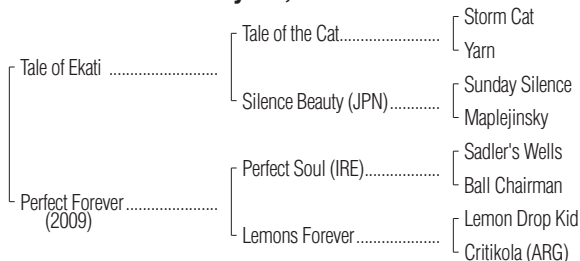 Storm Cat
Tale of the Cat....................
Yarn
Tale of Ekati ......................
Sunday Silence
Silence Beauty (JPN)............
Maplejinsky
Sadler's Wells
Perfect Soul (IRE)..................
Ball Chairman
Perfect Forever...................
(2009)
Lemon Drop Kid
Lemons Forever ....................
Critikola (ARG)